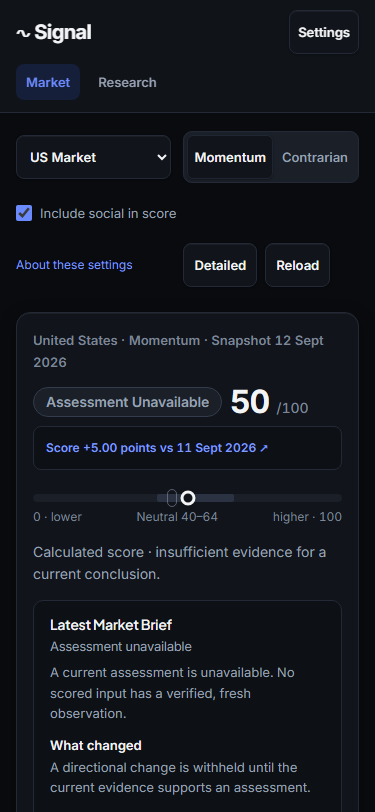 Signal
Settings
Market
Research
US Market
Momentum
Contrarian
Include social in score
About these settings
Detailed
Reload
United States · Momentum · Snapshot 12 Sept
2026
Assessment Unavailable
50 /100
Score +5.00 points vs 11 Sept 2026 ↗
0 · lower
Neutral 40–64
higher · 100
Calculated score · insufficient evidence for a
current conclusion.
Latest Market Brief
Assessment unavailable
A current assessment is unavailable. No
scored input has a verified, fresh
observation.
What changed
A directional change is withheld until the
current evidence supports an assessment.